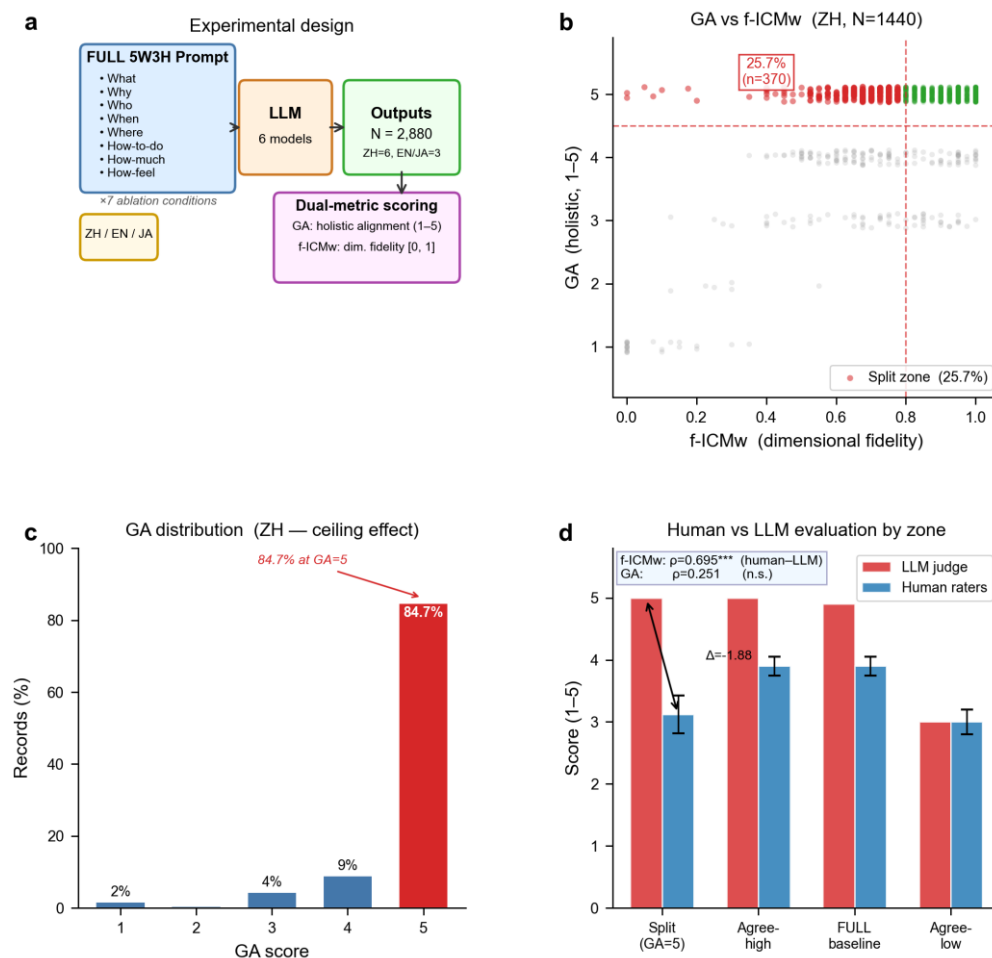 a
Experimental design
FULL 5W3H Prompt
• What
• Why
• Who
• When
• Where
• How-to-do
• How-much
• How-feel
×7 ablation conditions
ZH / EN / JA
LLM
6 models
Outputs
N = 2,880
ZH=6, EN/JA=3
Dual-metric scoring
GA: holistic alignment (1–5)
f-ICMw: dim. fidelity [0, 1]
b
GA vs f-ICMw (ZH, N=1440)
25.7%
(n=370)
GA (holistic, 1–5)
5
4
3
2
1
Split zone (25.7%)
0.0 0.2 0.4 0.6 0.8 1.0
f-ICMw (dimensional fidelity)
c
GA distribution (ZH — ceiling effect)
84.7% at GA=5
84.7%
Records (%)
100
80
60
40
20
0
2%
4%
9%
1 2 3 4 5
GA score
d
Human vs LLM evaluation by zone
f-ICMw: ρ=0.695*** (human–LLM)
GA: ρ=0.251 (n.s.)
LLM judge
Human raters
Δ=-1.88
Score (1–5)
5
4
3
2
1
0
Split
(GA=5)
Agree-
high
FULL
baseline
Agree-
low